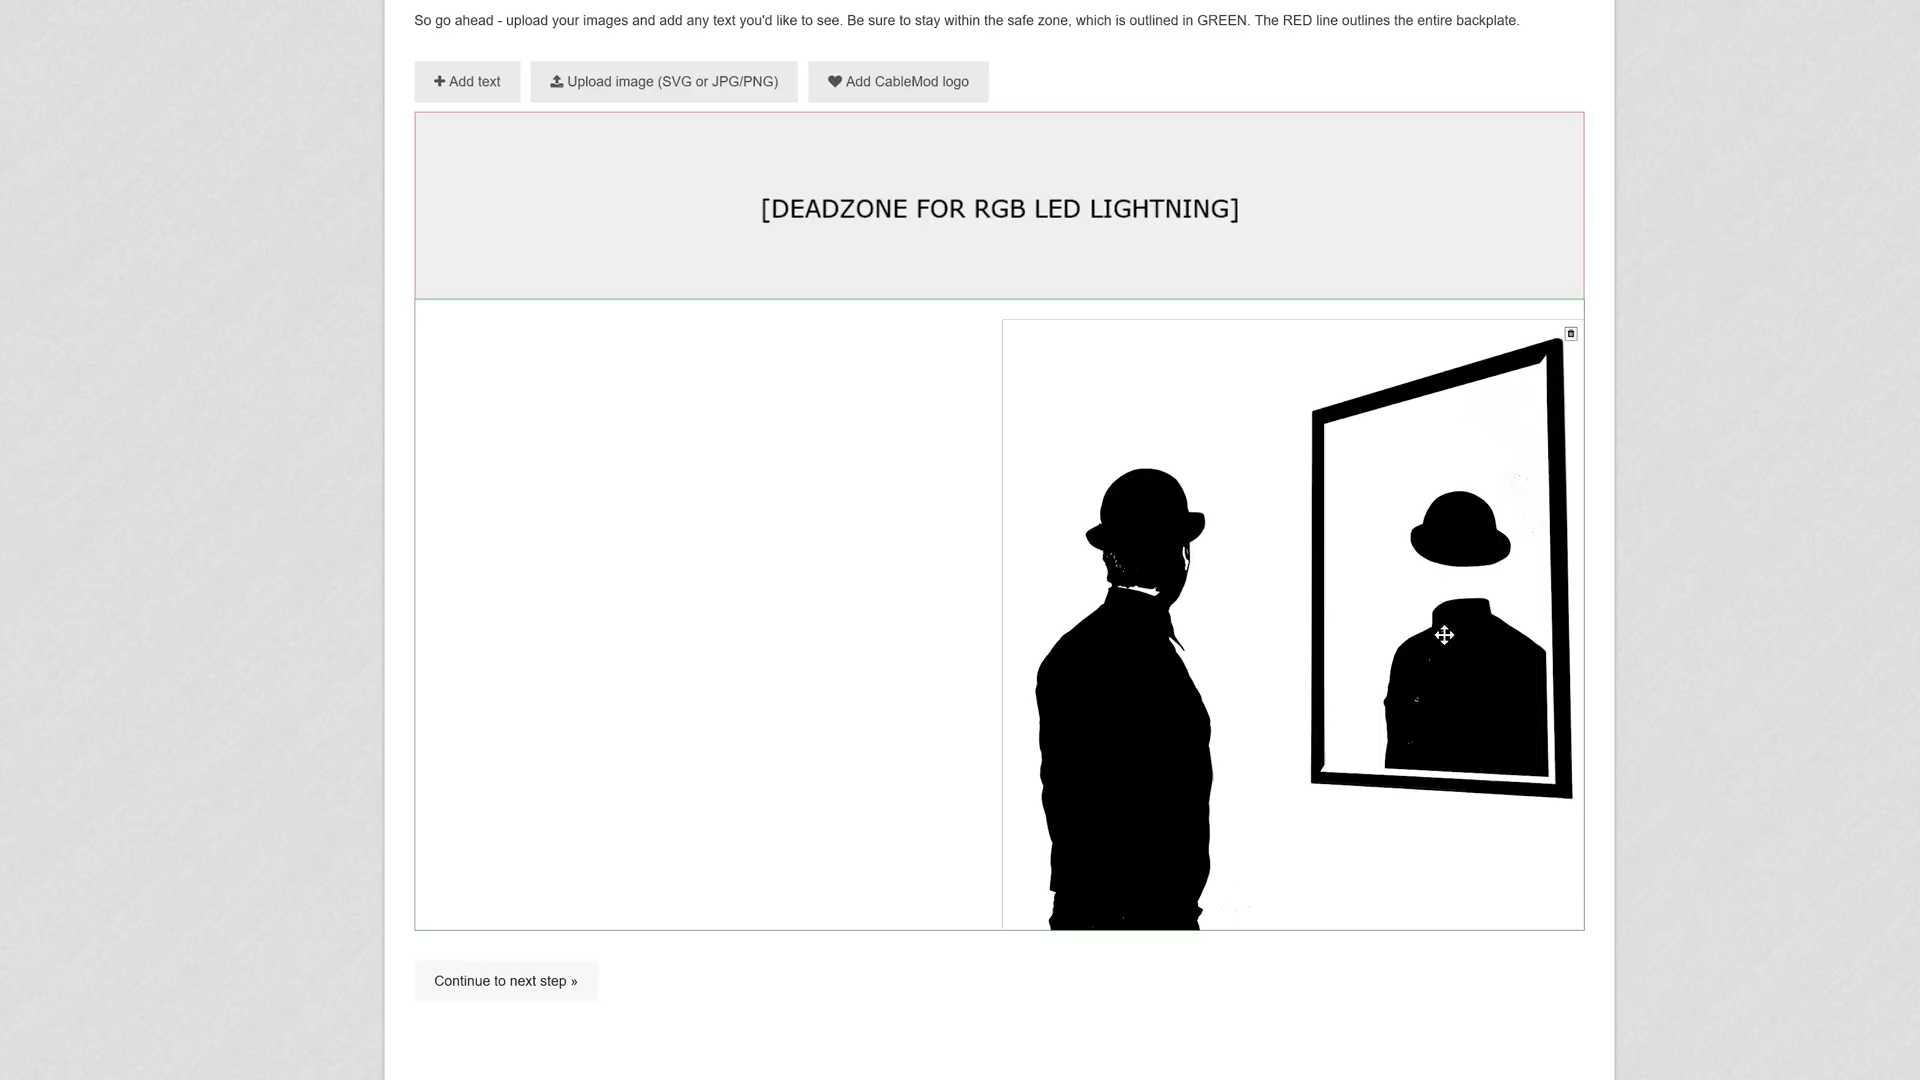 So go ahead - upload your images and add any text you'd like to see. Be sure to stay within the safe zone, which is outlined in GREEN. The RED line outlines the entire backplate.
Add text
Upload image (SVG or JPG/PNG)
Add CableMod logo
[DEADZONE FOR RGB LED LIGHTNING]
Continue to next step »